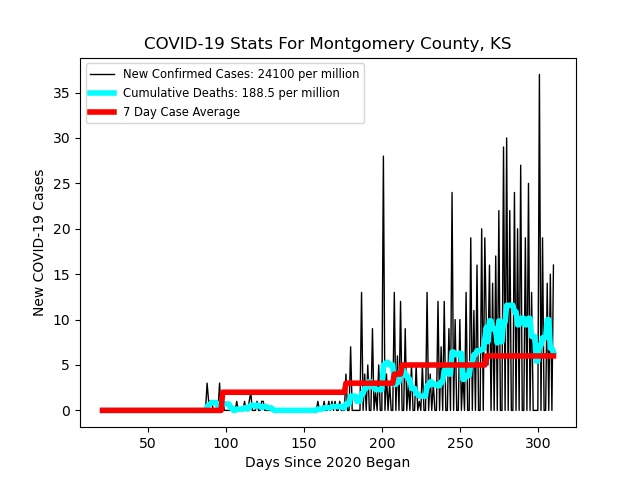 COVID-19 Stats For Montgomery County, KS
New Confirmed Cases: 24100 per million
Cumulative Deaths: 188.5 per million
7 Day Case Average
35
30
25
20
15
10
5
0
New COVID-19 Cases
50 100 150 200 250 300
Days Since 2020 Began